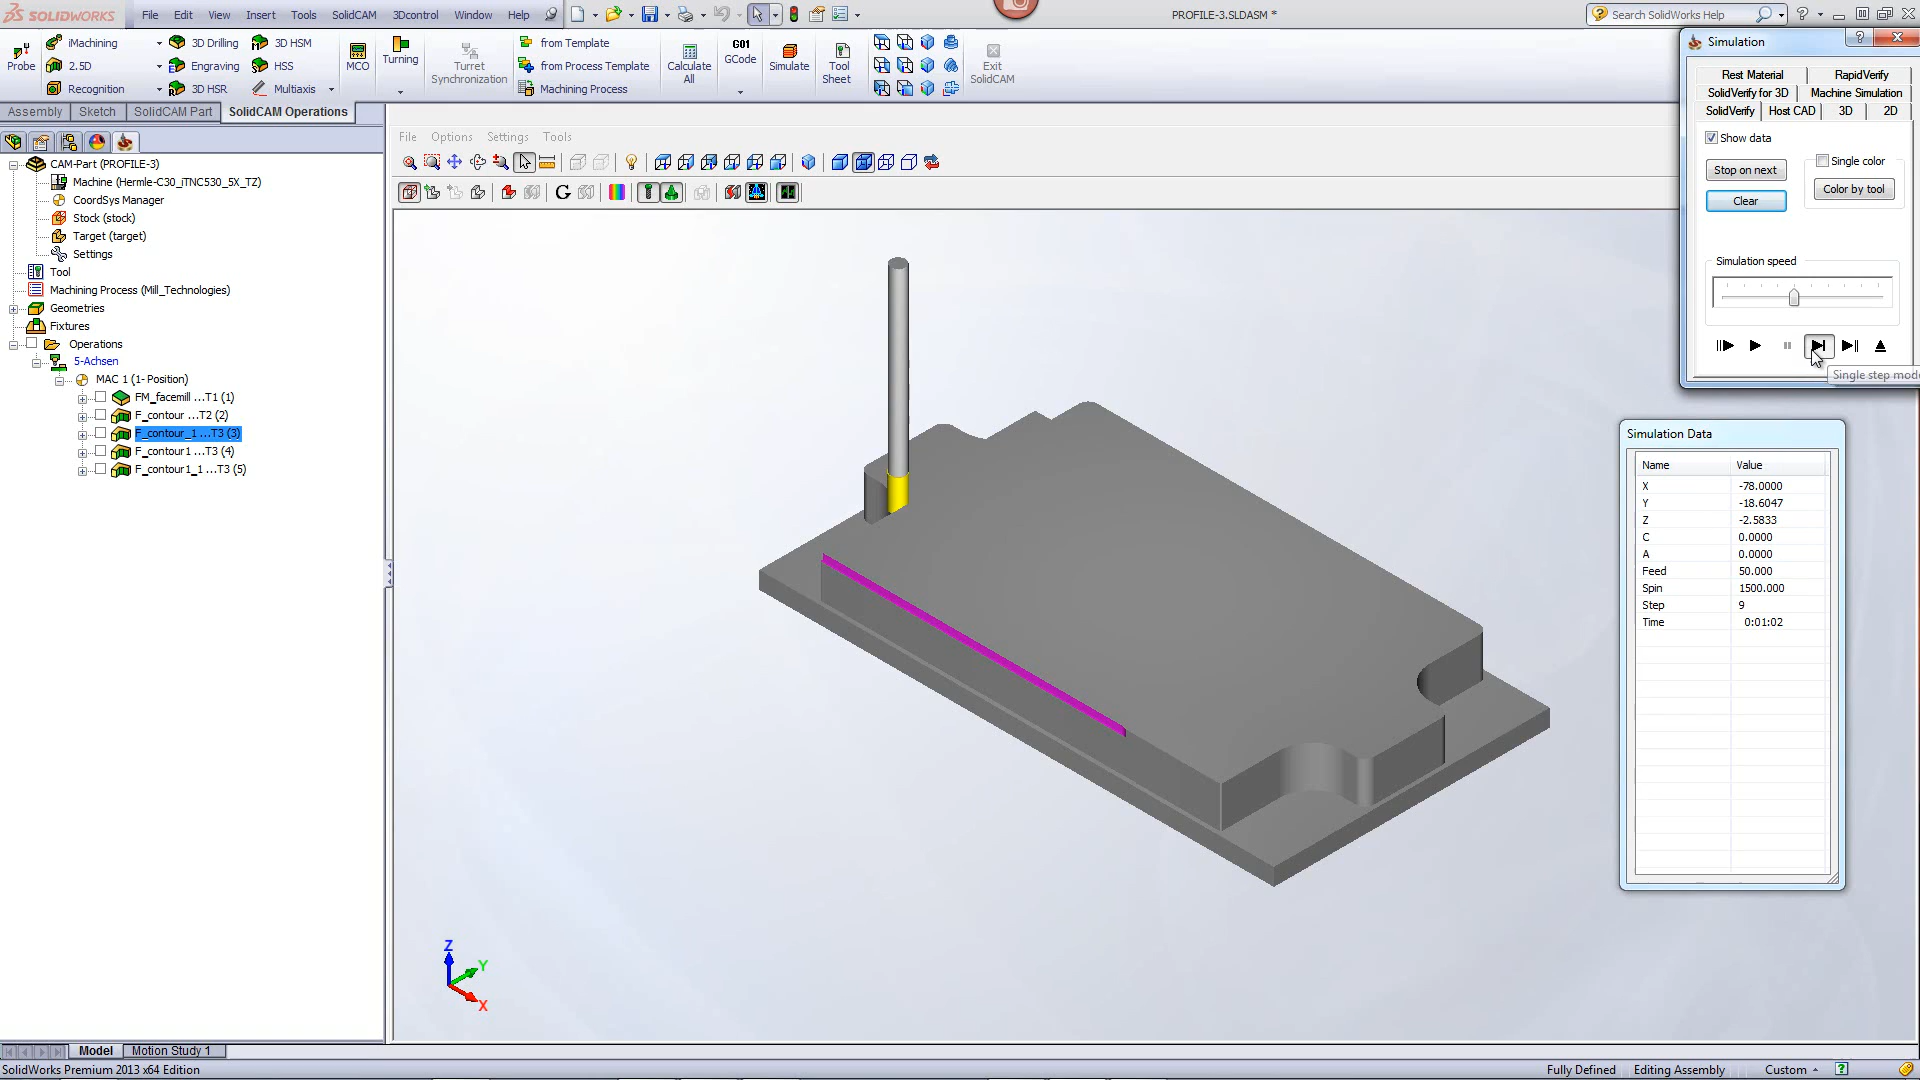 SOLIDWORKS File Edit View Insert Tools SolidCAM 3Dcontrol Window Help
PROFILE-3.SLDASM *
Search SolidWorks Help
iMachining 3D Drilling 3D HSM
Probe 2.5D Engraving HSS
Recognition 3D HSR Multiaxis
MCO
Turning
Turret
Synchronization
from Template
from Process Template
Machining Process
Calculate
All
G01
GCode
Simulate
Tool
Sheet
Exit
SolidCAM
Assembly Sketch SolidCAM Part SolidCAM Operations
CAM-Part (PROFILE-3)
Machine (Hermle-C30_iTNC530_5X_TZ)
CoordSys Manager
Stock (stock)
Target (target)
Settings
Tool
Machining Process (Mill_Technologies)
Geometries
Fixtures
Operations
5-Achsen
MAC 1 (1- Position)
FM_facemill ...T1 (1)
F_contour ...T2 (2)
F_contour_1 ...T3 (3)
F_contour1 ...T3 (4)
F_contour1_1 ...T3 (5)
File Options Settings Tools
Simulation
Rest Material RapidVerify
SolidVerify for 3D Machine Simulation
SolidVerify Host CAD 3D 2D
Show data
Stop on next
Single color
Color by tool
Clear
Simulation speed
Single step mode
Simulation Data
Name Value
X -78.0000
Y -18.6047
Z -2.5833
C 0.0000
A 0.0000
Feed 50.000
Spin 1500.000
Step 9
Time 0:01:02
Z
Y
X
Model Motion Study 1
SolidWorks Premium 2013 x64 Edition
Fully Defined Editing Assembly Custom